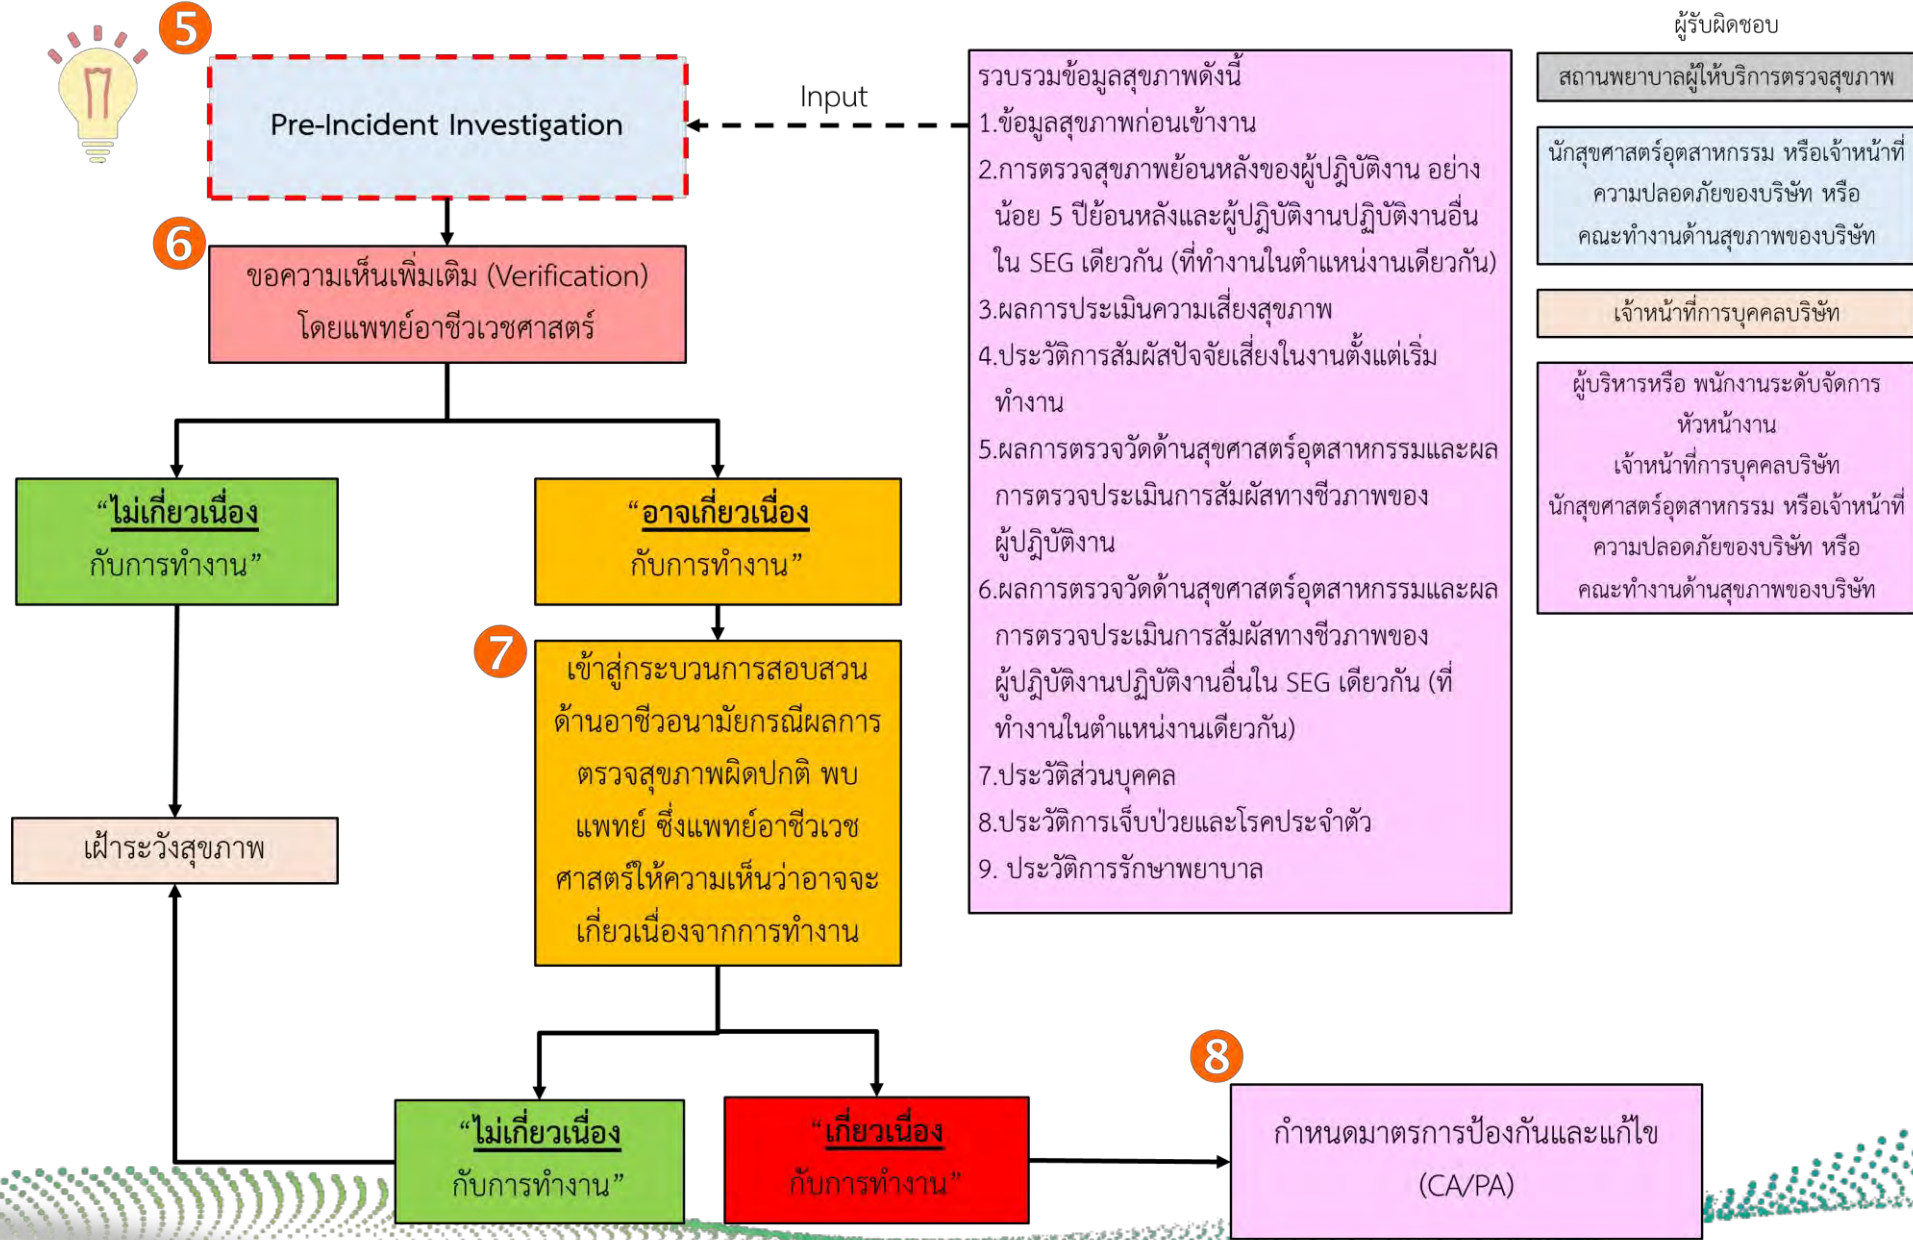 5
Pre-Incident Investigation
Input
6
ขอความเห็นเพิ่มเติม (Verification)
โดยแพทย์อาชีวเวชศาสตร์
“ไม่เกี่ยวเนื่อง
กับการทำงาน”
“อาจเกี่ยวเนื่อง
กับการทำงาน”
7
เข้าสู่กระบวนการสอบสวน
ด้านอาชีวอนามัยกรณีผลการ
ตรวจสุขภาพผิดปกติ พบ
แพทย์ ซึ่งแพทย์อาชีวเวช
ศาสตร์ให้ความเห็นว่าอาจจะ
เกี่ยวเนื่องจากการทำงาน
เฝ้าระวังสุขภาพ
“ไม่เกี่ยวเนื่อง
กับการทำงาน”
“เกี่ยวเนื่อง
กับการทำงาน”
8
กำหนดมาตรการป้องกันและแก้ไข
(CA/PA)
รวบรวมข้อมูลสุขภาพดังนี้
1.ข้อมูลสุขภาพก่อนเข้างาน
2.การตรวจสุขภาพย้อนหลังของผู้ปฎิบัติงาน อย่าง
น้อย 5 ปีย้อนหลังและผู้ปฎิบัติงานปฏิบัติงานอื่น
ใน SEG เดียวกัน (ที่ทำงานในตำแหน่งานเดียวกัน)
3.ผลการประเมินความเสี่ยงสุขภาพ
4.ประวัติการสัมผัสปัจจัยเสี่ยงในงานตั้งแต่เริ่ม
ทำงาน
5.ผลการตรวจวัดด้านสุขศาสตร์อุตสาหกรรมและผล
การตรวจประเมินการสัมผัสทางชีวภาพของ
ผู้ปฎิบัติงาน
6.ผลการตรวจวัดด้านสุขศาสตร์อุตสาหกรรมและผล
การตรวจประเมินการสัมผัสทางชีวภาพของ
ผู้ปฎิบัติงานปฏิบัติงานอื่นใน SEG เดียวกัน (ที่
ทำงานในตำแหน่งานเดียวกัน)
7.ประวัติส่วนบุคคล
8.ประวัติการเจ็บป่วยและโรคประจำตัว
9. ประวัติการรักษาพยาบาล
ผู้รับผิดชอบ
สถานพยาบาลผู้ให้บริการตรวจสุขภาพ
นักสุขศาสตร์อุตสาหกรรม หรือเจ้าหน้าที่
ความปลอดภัยของบริษัท หรือ
คณะทำงานด้านสุขภาพของบริษัท
เจ้าหน้าที่การบุคคลบริษัท
ผู้บริหารหรือ พนักงานระดับจัดการ
หัวหน้างาน
เจ้าหน้าที่การบุคคลบริษัท
นักสุขศาสตร์อุตสาหกรรม หรือเจ้าหน้าที่
ความปลอดภัยของบริษัท หรือ
คณะทำงานด้านสุขภาพของบริษัท